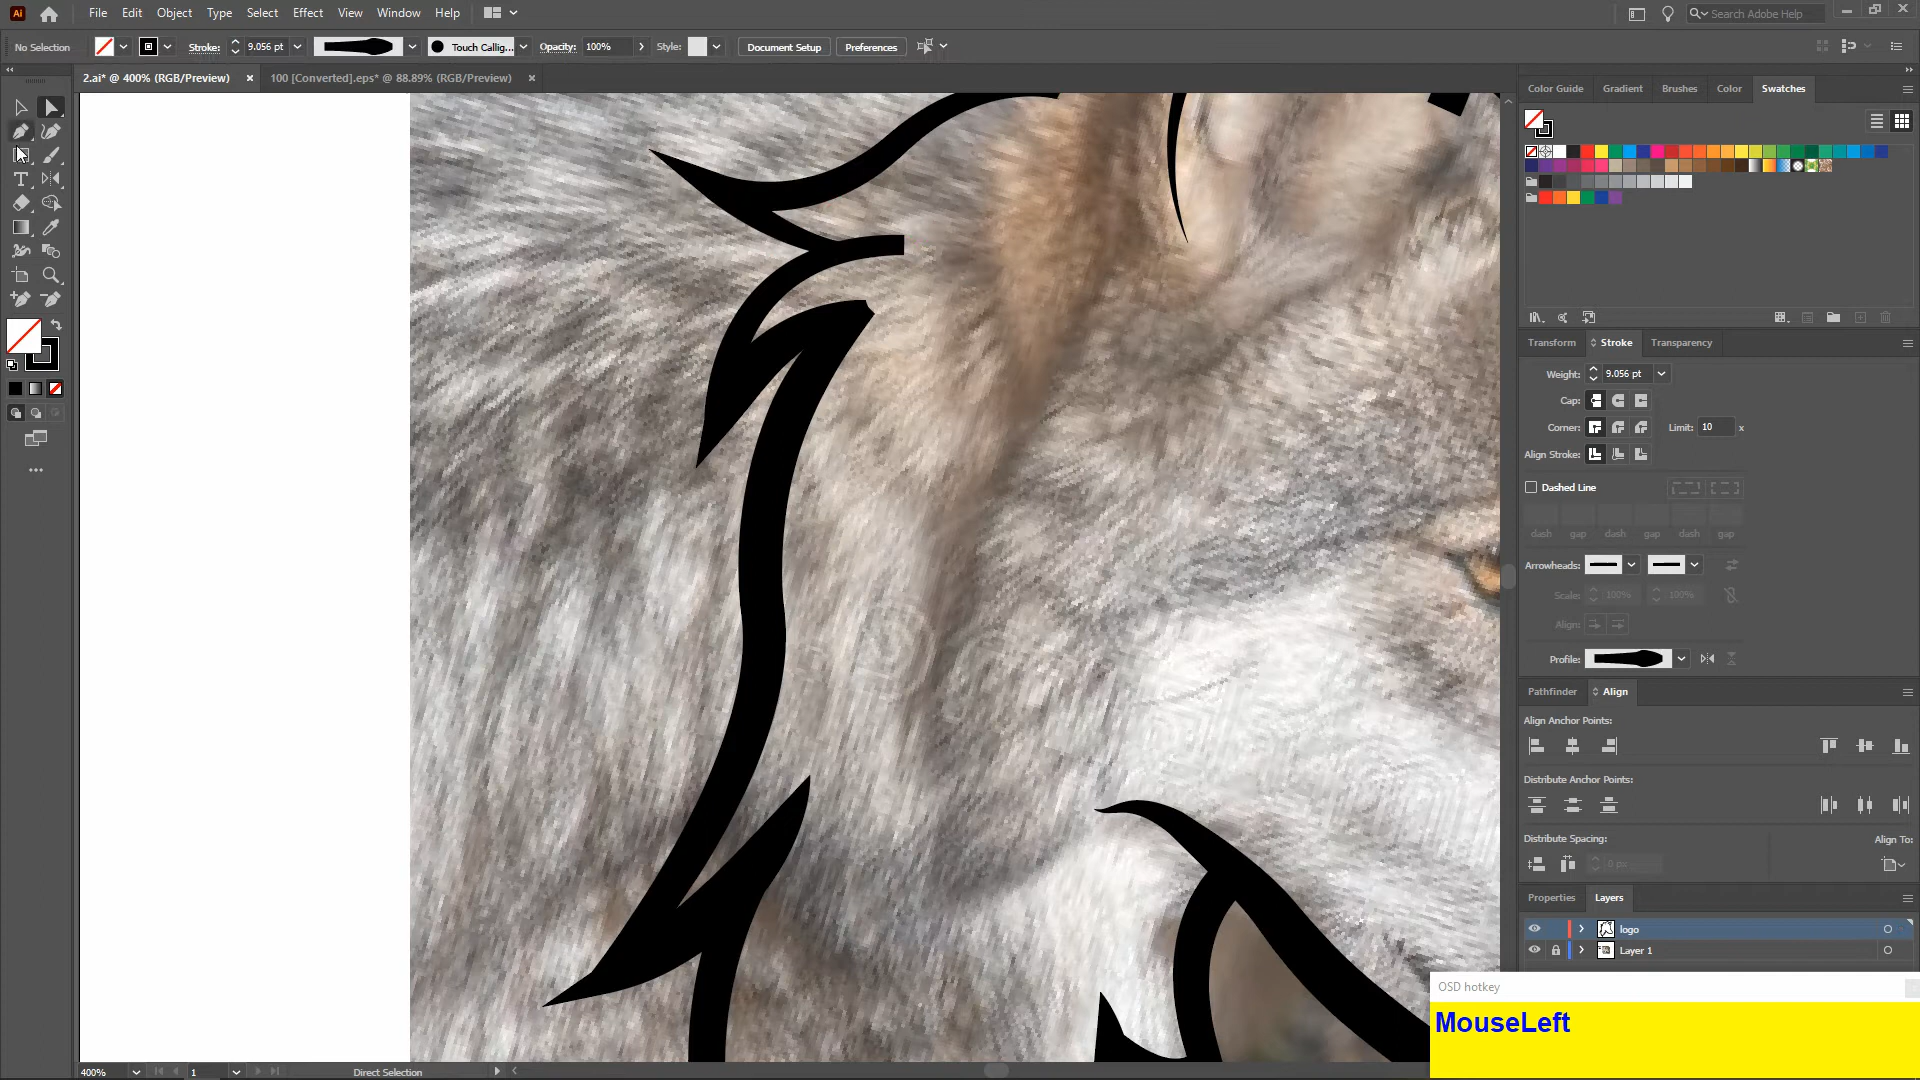 Ai File Edit Object Type Select Effect View Window Help Search Adobe Help
No Selection Stroke: 9.056 pt Touch Callig... Opacity: 100% Style: Document Setup Preferences
2.ai* @ 400% (RGB/Preview) × 100 [Converted].eps* @ 88.89% (RGB/Preview) ×
Color Guide Gradient Brushes Color Swatches
Transform Stroke Transparency
Weight: 9.056 pt
Cap:
Corner: Limit: 10 x
Align Stroke:
Dashed Line
dash gap dash gap dash gap
Arrowheads:
Scale: 100% 100%
Align:
Profile:
Pathfinder Align
Align Anchor Points:
Distribute Anchor Points:
Distribute Spacing: Align To:
0 px
Properties Layers
logo
Layer 1
OSD hotkey
MouseLeft
400% 1 Direct Selection